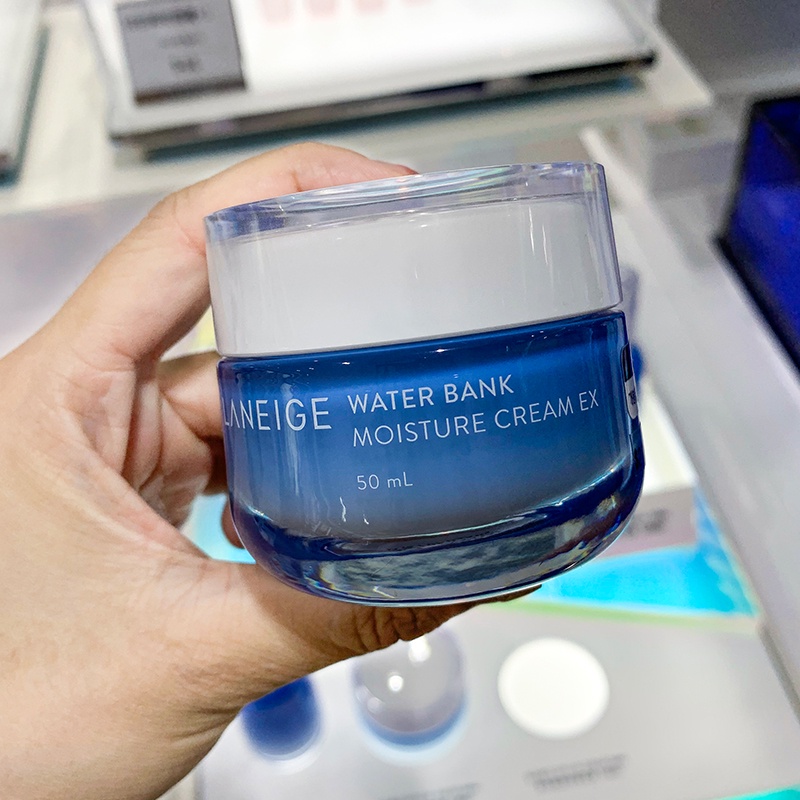 LANEIGE
WATER BANK
MOISTURE CREAM EX
50 mL